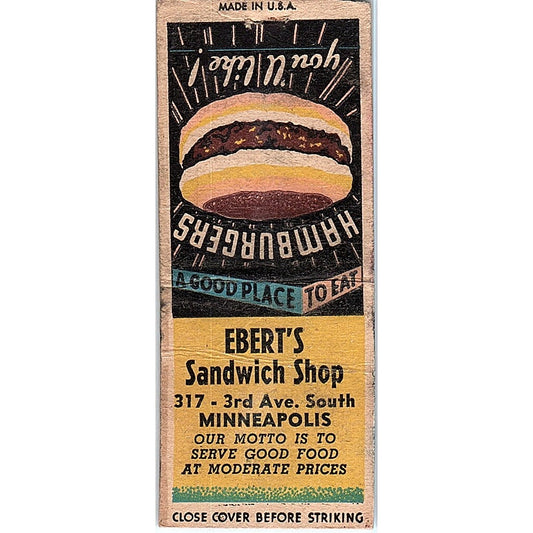 MADE IN U.S.A.
HAMBURGERS
you'll like!
A GOOD PLACE TO EAT
EBERT'S
Sandwich Shop
317 - 3rd Ave. South
MINNEAPOLIS
OUR MOTTO IS TO
SERVE GOOD FOOD
AT MODERATE PRICES
CLOSE COVER BEFORE STRIKING